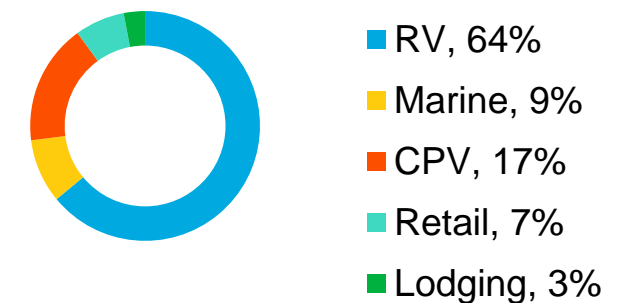 RV, 64%
Marine, 9%
CPV, 17%
Retail, 7%
Lodging, 3%